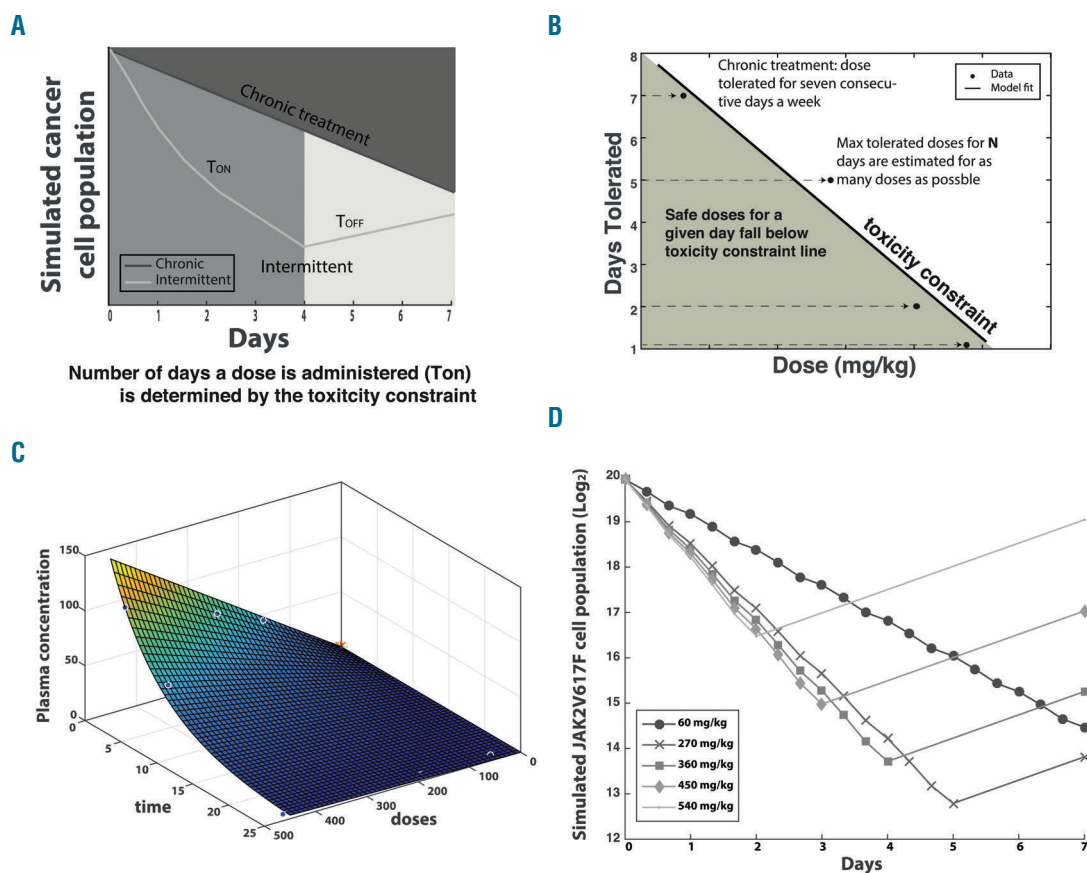 A
Simulated cancer
cell population
Chronic treatment
TON
TOFF
Intermittent
Chronic
Intermittent
0 1 2 3 4 5 6 7
Days
Number of days a dose is administered (Ton)
is determined by the toxitcity constraint
B
Days Tolerated
8
7
6
5
4
3
2
1
Chronic treatment: dose
tolerated for seven consecu-
tive days a week
Data
Model fit
Max tolerated doses for N
days are estimated for as
many doses as possble
Safe doses for a
given day fall below
toxicity constraint line
toxicity constraint
Dose (mg/kg)
C
Plasma concentration
150
100
50
0
0
5
10
15
20
25
time
500
400
300
200
100
0
doses
D
Simulated JAK2V617F cell population (Log2)
20
19
18
17
16
15
14
13
12
60 mg/kg
270 mg/kg
360 mg/kg
450 mg/kg
540 mg/kg
0 1 2 3 4 5 6 7
Days